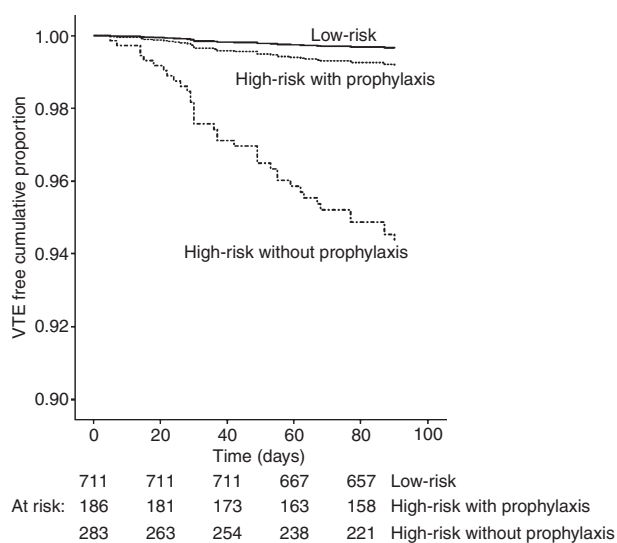 1.00
Low-risk
High-risk with prophylaxis
0.98
0.96
VTE free cumulative proportion
0.94
High-risk without prophylaxis
0.92
0.90
0 20 40 60 80 100
Time (days)
711 711 711 667 657 Low-risk
At risk: 186 181 173 163 158 High-risk with prophylaxis
283 263 254 238 221 High-risk without prophylaxis